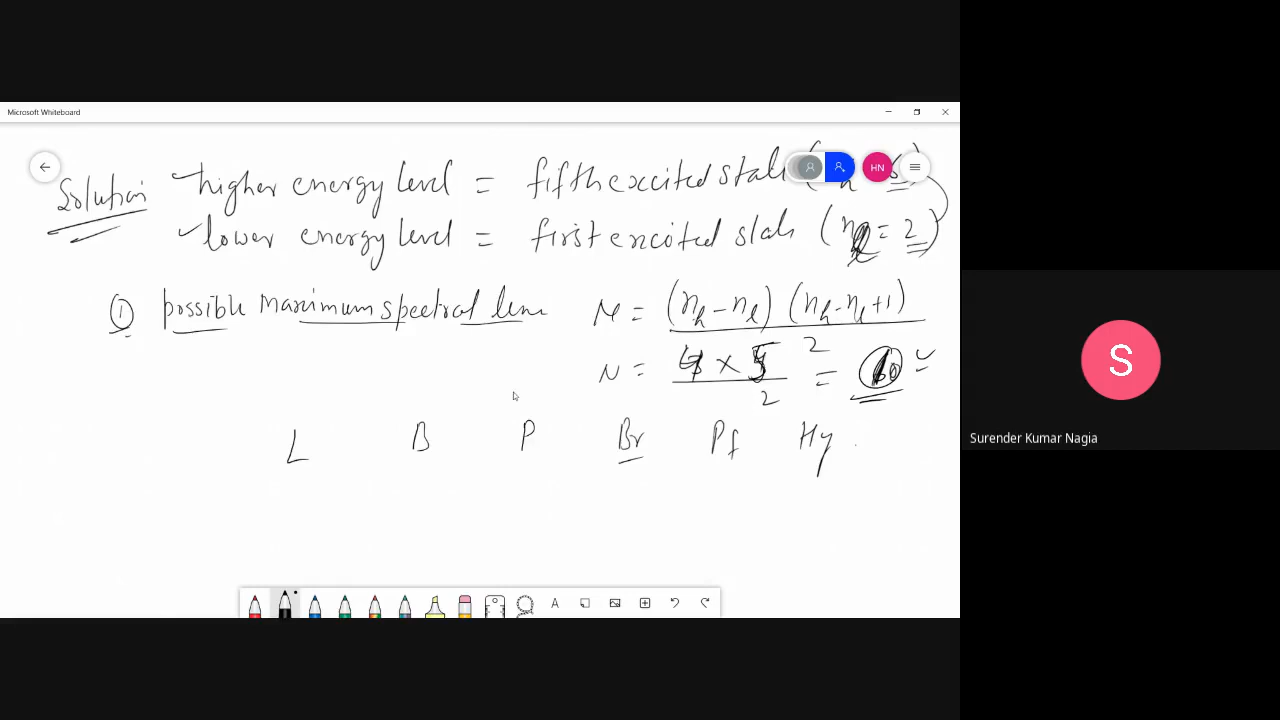 Microsoft Whiteboard
HN
Solution higher energy level = fifth excited state (
lower energy level = first excited state ( = 2)
① possible maximum spectral line N = (nh - nl) (nh - nl + 1)
2
N = 4 × 5 = 10
2
L B P Br Pf Hy
A
S
Surender Kumar Nagia